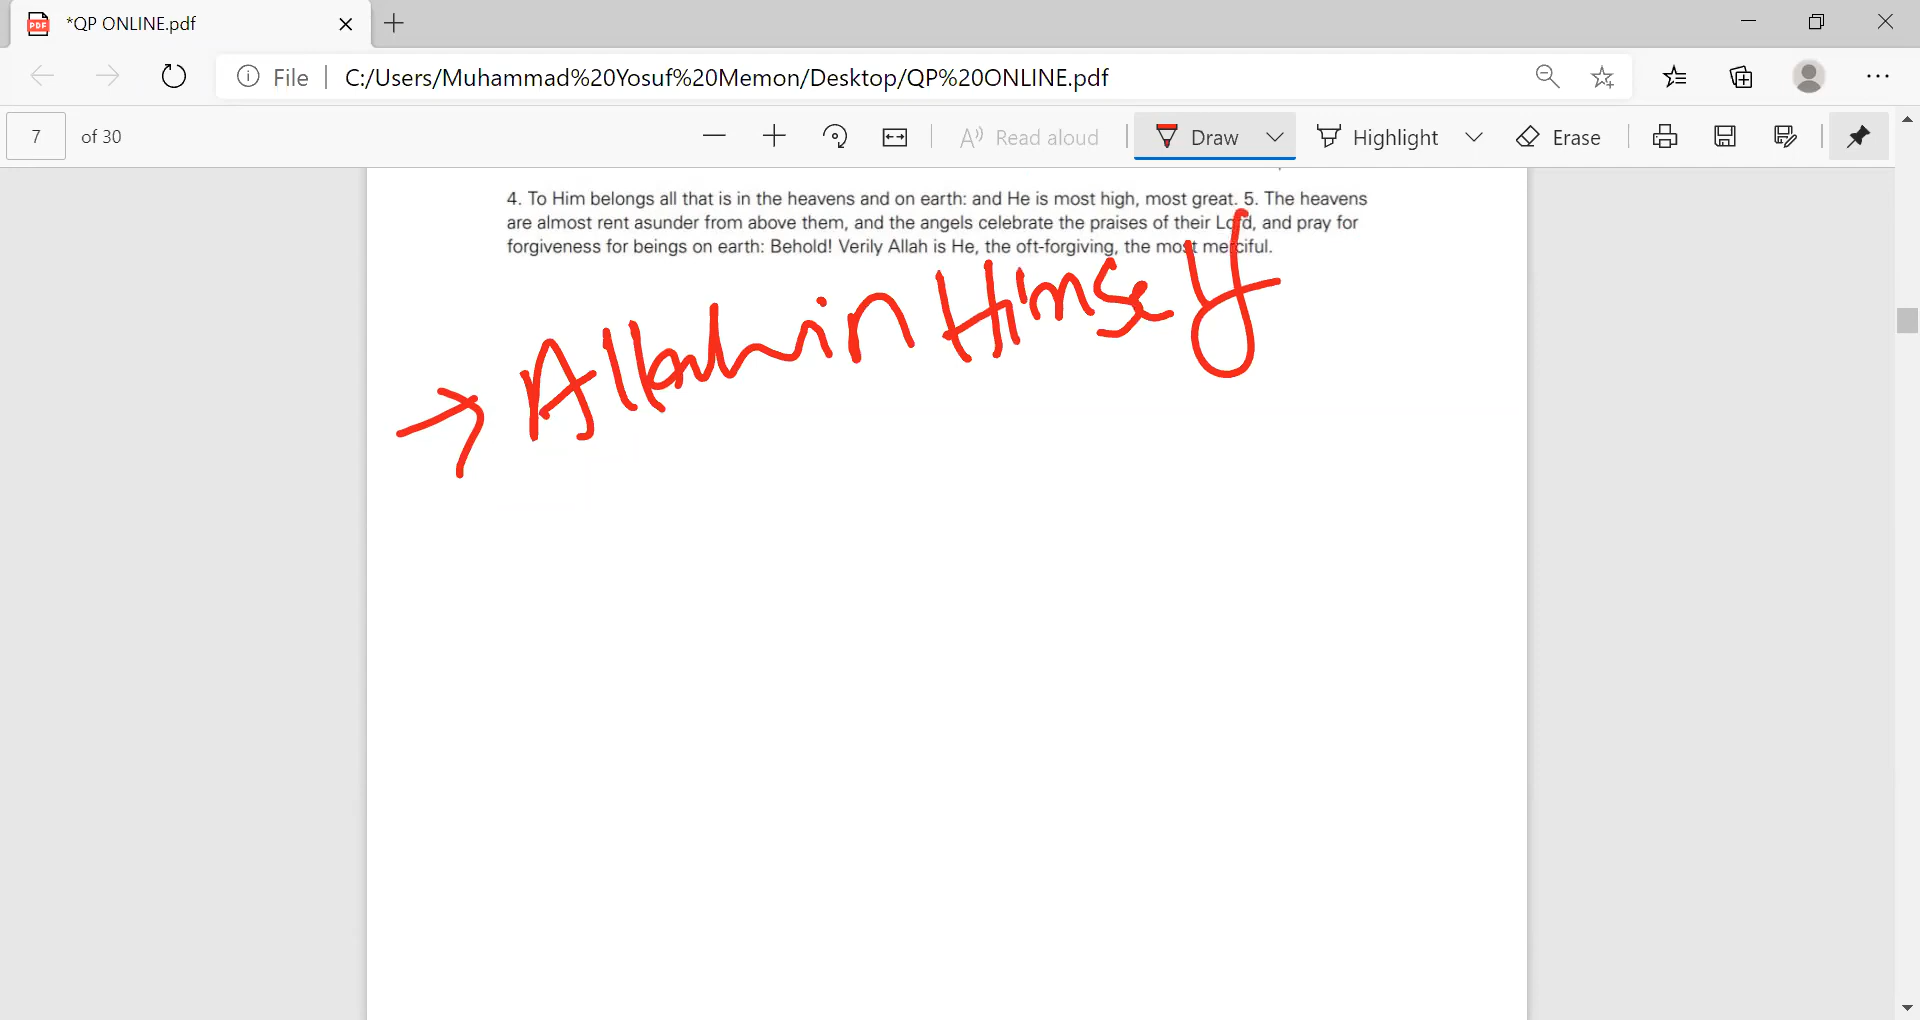 *QP ONLINE.pdf
File | C:/Users/Muhammad%20Yosuf%20Memon/Desktop/QP%20ONLINE.pdf
7 of 30 Read aloud Draw Highlight Erase
4. To Him belongs all that is in the heavens and on earth: and He is most high, most great. 5. The heavens
are almost rent asunder from above them, and the angels celebrate the praises of their Lord, and pray for
forgiveness for beings on earth: Behold! Verily Allah is He, the oft-forgiving, the most merciful.
→ Allah in Himself